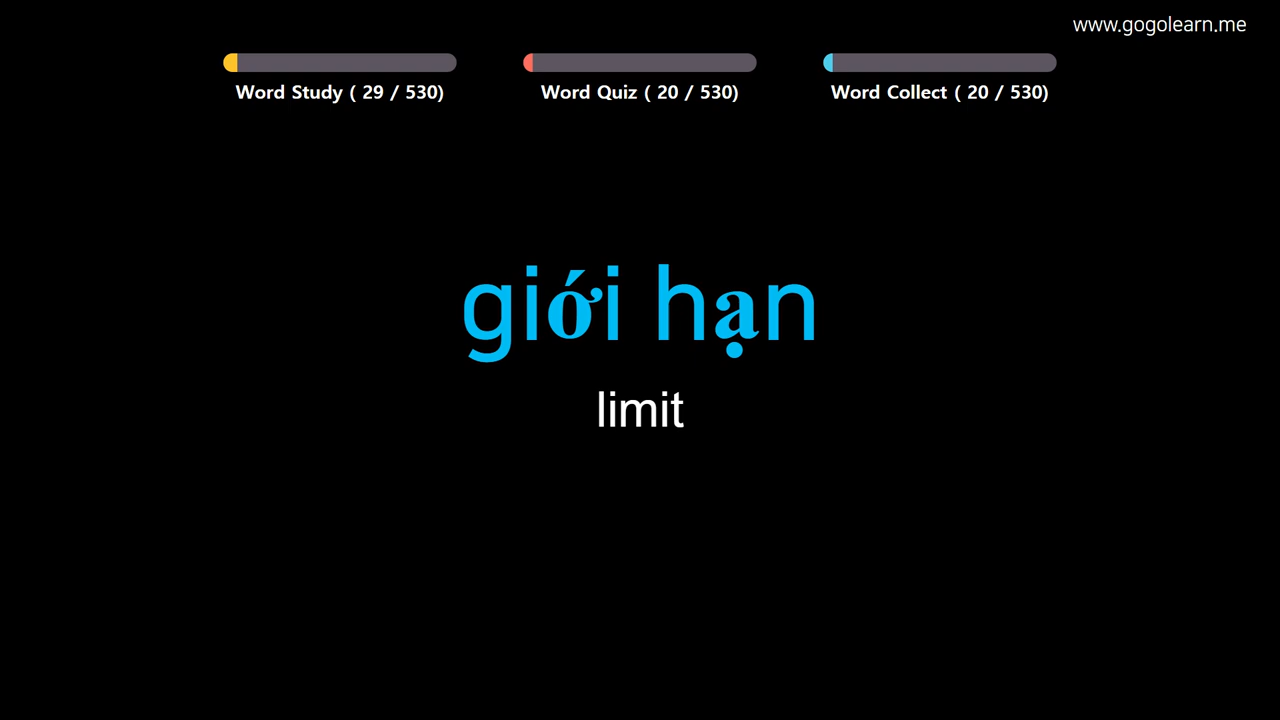 www.gogolearn.me
Word Study ( 29 / 530)
Word Quiz ( 20 / 530)
Word Collect ( 20 / 530)
giới hạn
limit